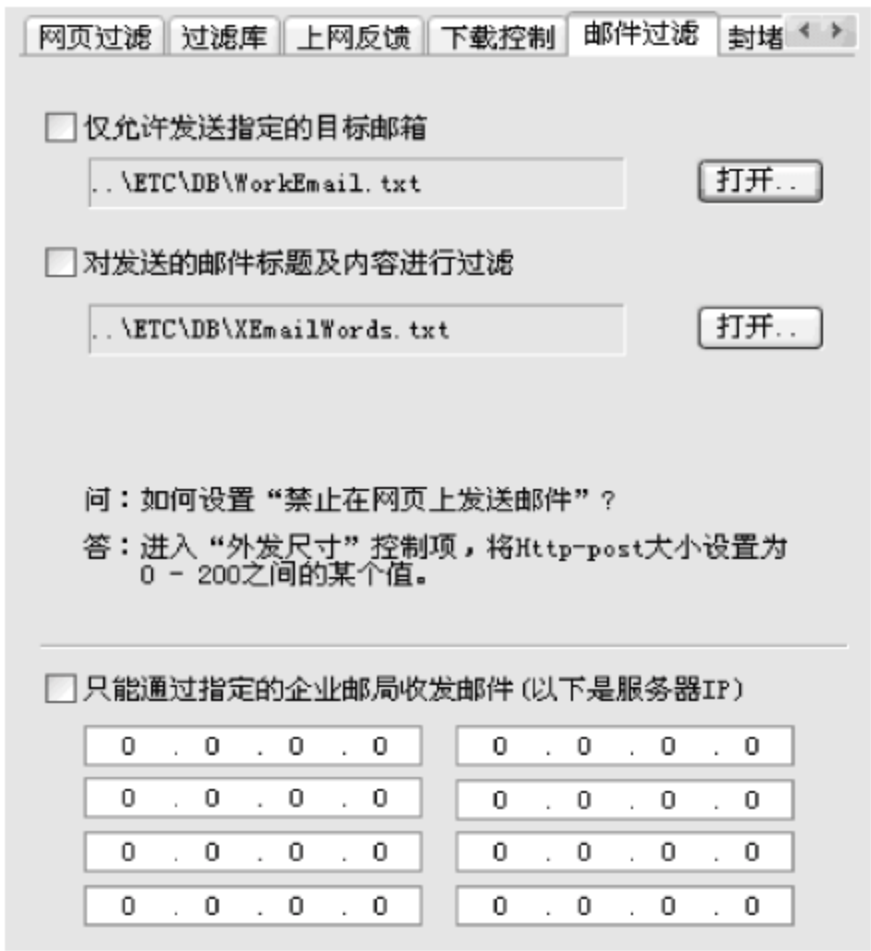 网页过滤 过滤库 上网反馈 下载控制 邮件过滤 封堵
仅允许发送指定的目标邮箱
..\ETC\DB\WorkEmail.txt 打开..
对发送的邮件标题及内容进行过滤
..\ETC\DB\XEmailWords.txt 打开..
问：如何设置“禁止在网页上发送邮件”?
答：进入“外发尺寸”控制项，将Http-post大小设置为
0 - 200之间的某个值。
只能通过指定的企业邮局收发邮件(以下是服务器IP)
0 . 0 . 0 . 0 0 . 0 . 0 . 0
0 . 0 . 0 . 0 0 . 0 . 0 . 0
0 . 0 . 0 . 0 0 . 0 . 0 . 0
0 . 0 . 0 . 0 0 . 0 . 0 . 0